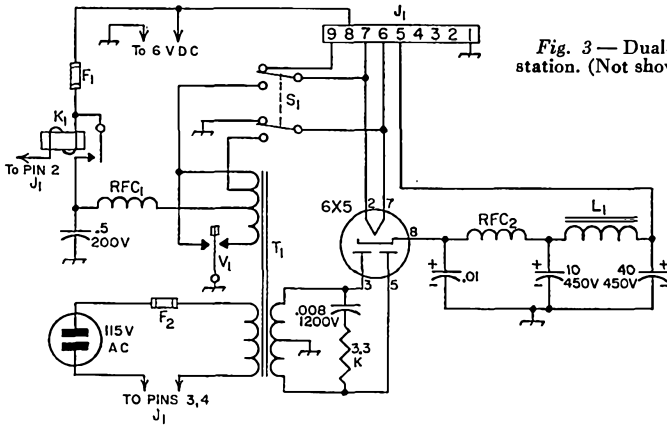 J1
9 8 7 6 5 4 3 2 1
To 6 V D C
Fig. 3 — Dual-
station. (Not show
F1
S1
K1
To PIN 2
J1
RFC1
6X5
2 7
8
RFC2
L1
.5
200V
V1
T1
3 5
+ .01 -
+ 10 -
450V
+ 40 -
450V
.008
1200V
F2
115V
A C
3.3
K
TO PINS 3,4
J1